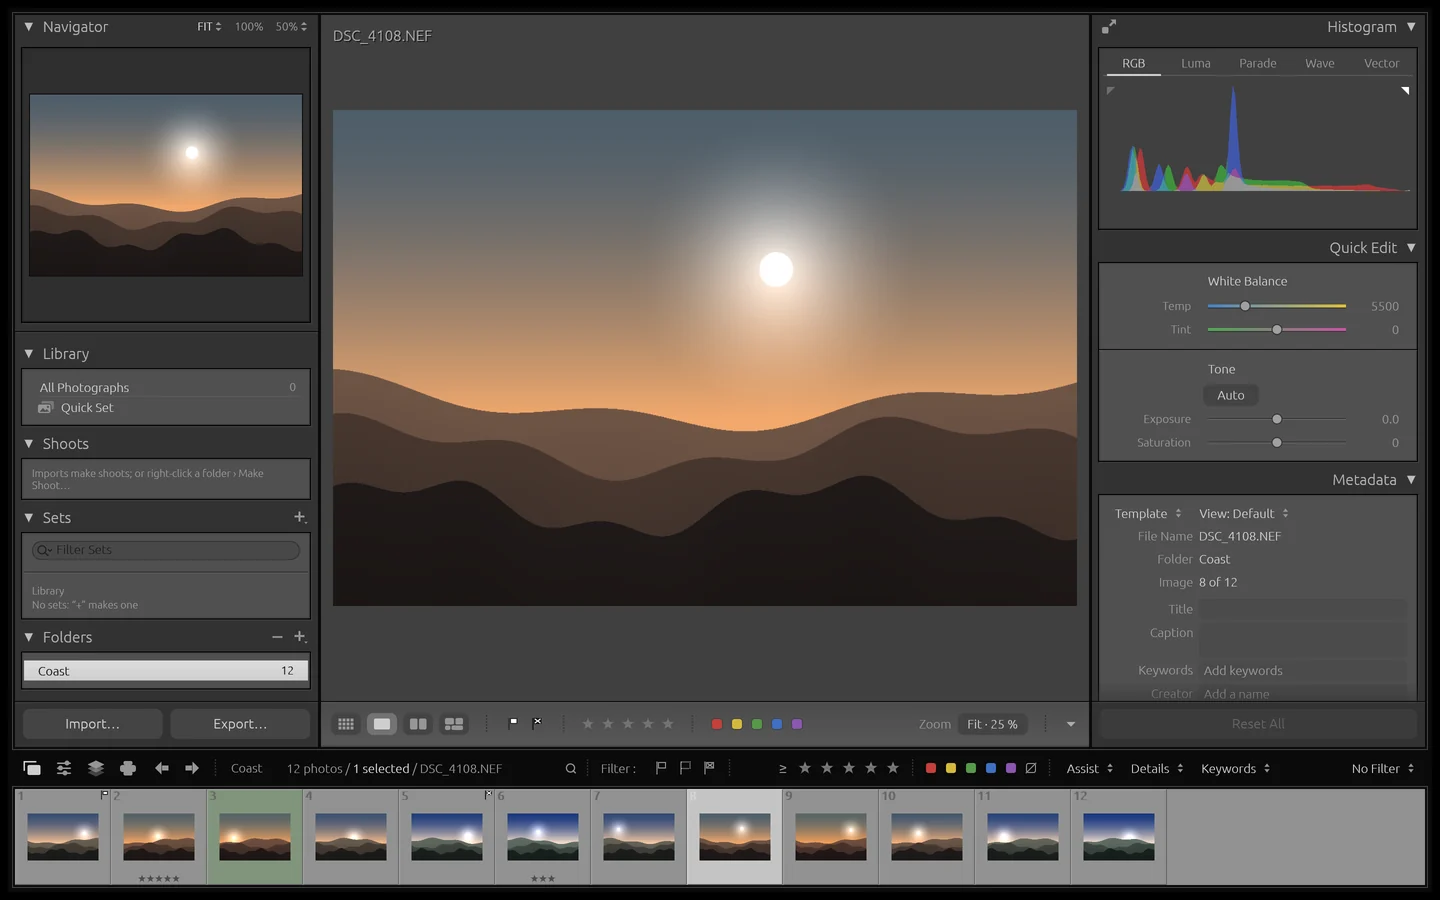 Navigator
FIT 100% 50%
DSC_4108.NEF
Histogram
RGB Luma Parade Wave Vector
Quick Edit
White Balance
Temp 5500
Tint 0
Tone
Auto
Exposure 0.0
Saturation 0
Metadata
Template View: Default
File Name DSC_4108.NEF
Folder Coast
Image 8 of 12
Title
Caption
Keywords Add keywords
Creator Add a name
Reset All
Library
All Photographs 0
Quick Set
Shoots
Imports make shoots; or right-click a folder › Make
Shoot…
Sets
Filter Sets
Library
No sets: "+" makes one
Folders
Coast 12
Import… Export…
Zoom Fit · 25 %
Coast 12 photos / 1 selected / DSC_4108.NEF Filter : ≥ Assist Details Keywords No Filter
1 2 3 4 5 6 7 8 9 10 11 12